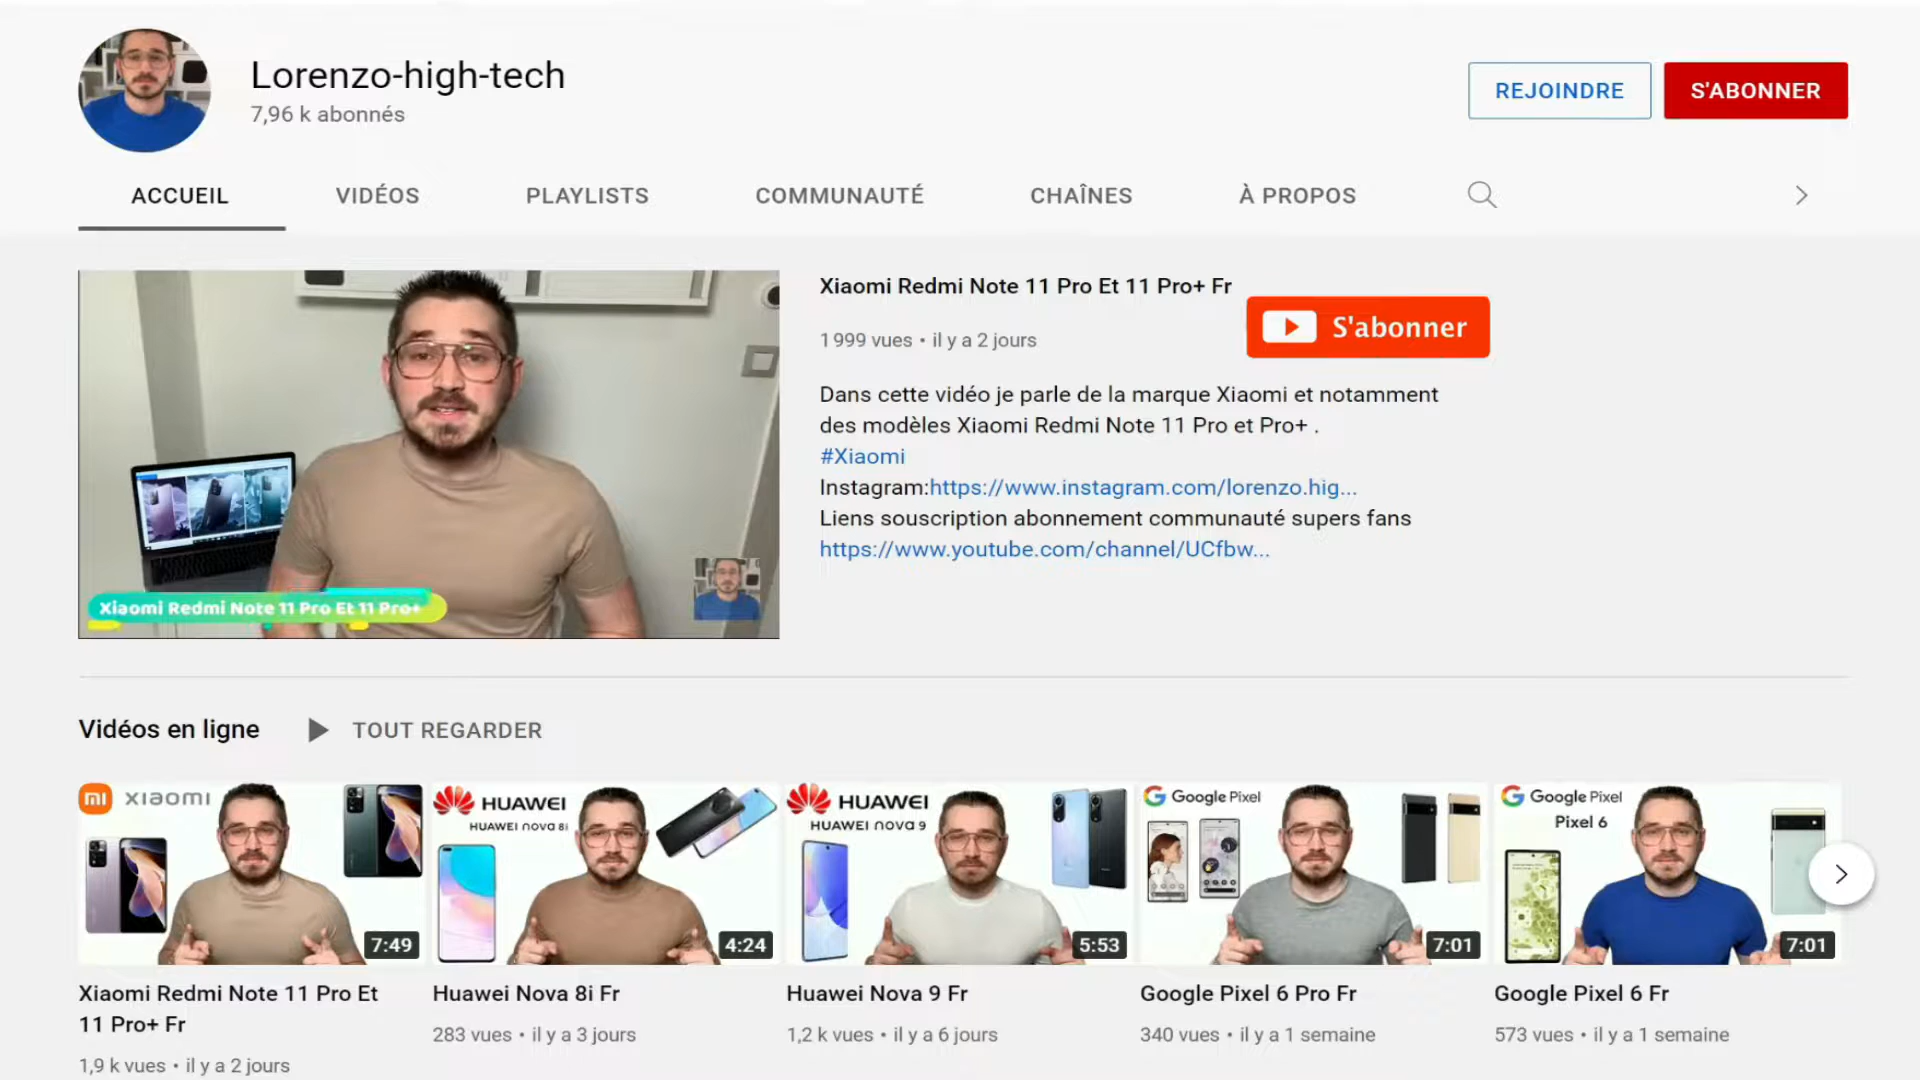 Lorenzo-high-tech
7,96 k abonnés
REJOINDRE
S'ABONNER
ACCUEIL
VIDÉOS
PLAYLISTS
COMMUNAUTÉ
CHAÎNES
À PROPOS
Xiaomi Redmi Note 11 Pro Et 11 Pro+
Xiaomi Redmi Note 11 Pro Et 11 Pro+ Fr
1 999 vues • il y a 2 jours
S'abonner
Dans cette vidéo je parle de la marque Xiaomi et notamment
des modèles Xiaomi Redmi Note 11 Pro et Pro+ .
#Xiaomi
Instagram:https://www.instagram.com/lorenzo.hig...
Liens souscription abonnement communauté supers fans
https://www.youtube.com/channel/UCfbw...
Vidéos en ligne
TOUT REGARDER
mi xiaomi
7:49
Xiaomi Redmi Note 11 Pro Et
11 Pro+ Fr
1,9 k vues • il y a 2 jours
HUAWEI
HUAWEI nova 8i
4:24
Huawei Nova 8i Fr
283 vues • il y a 3 jours
HUAWEI
HUAWEI nova 9
5:53
Huawei Nova 9 Fr
1,2 k vues • il y a 6 jours
Google Pixel
7:01
Google Pixel 6 Pro Fr
340 vues • il y a 1 semaine
Google Pixel
Pixel 6
7:01
Google Pixel 6 Fr
573 vues • il y a 1 semaine